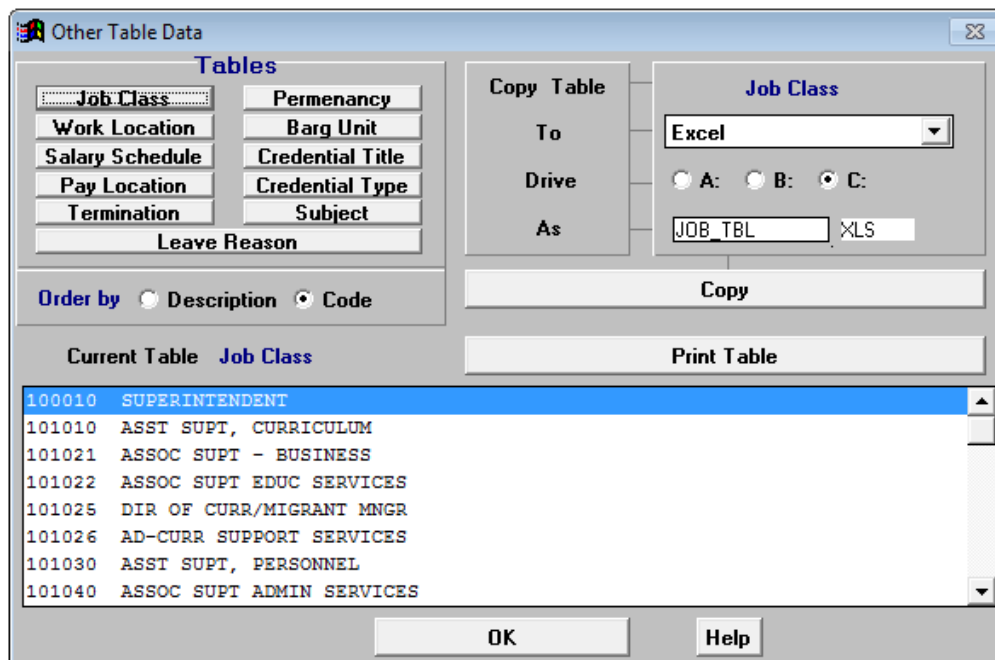 Other Table Data
Tables
Job Class
Permenancy
Work Location
Barg Unit
Salary Schedule
Credential Title
Pay Location
Credential Type
Termination
Subject
Leave Reason
Order by Description Code
Copy Table Job Class
To Excel
Drive A: B: C:
As JOB_TBL XLS
Copy
Current Table Job Class
Print Table
100010 SUPERINTENDENT
101010 ASST SUPT, CURRICULUM
101021 ASSOC SUPT - BUSINESS
101022 ASSOC SUPT EDUC SERVICES
101025 DIR OF CURR/MIGRANT MNGR
101026 AD-CURR SUPPORT SERVICES
101030 ASST SUPT, PERSONNEL
101040 ASSOC SUPT ADMIN SERVICES
OK
Help